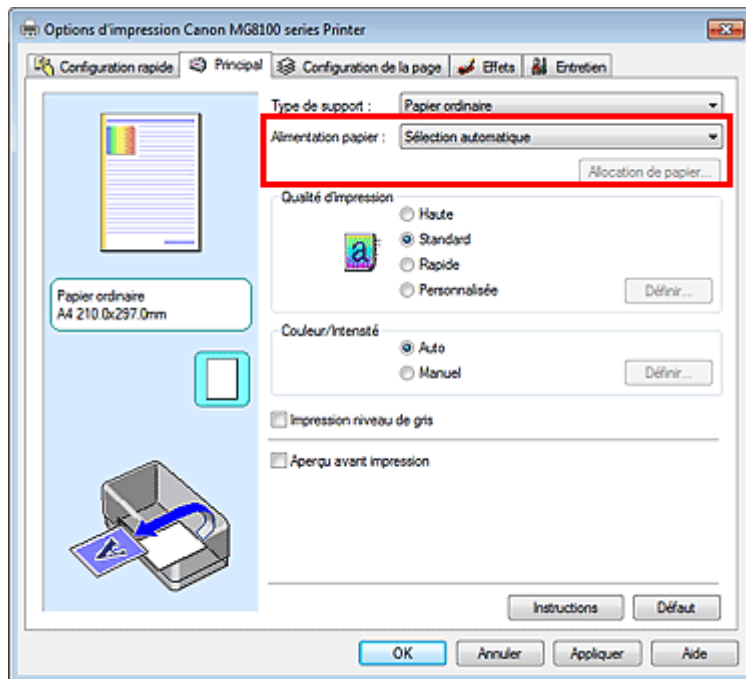 Options d'impression Canon MG8100 series Printer
Configuration rapide Principal Configuration de la page Effets Entretien
Type de support : Papier ordinaire
Alimentation papier : Sélection automatique
Allocation de papier...
Qualité d'impression
Haute
a Standard
Rapide
Personnalisée Définir...
Papier ordinaire
A4 210.0x297.0mm
Couleur/Intensité
Auto
Manuel Définir...
Impression niveau de gris
Aperçu avant impression
A
Instructions Défaut
OK Annuler Appliquer Aide